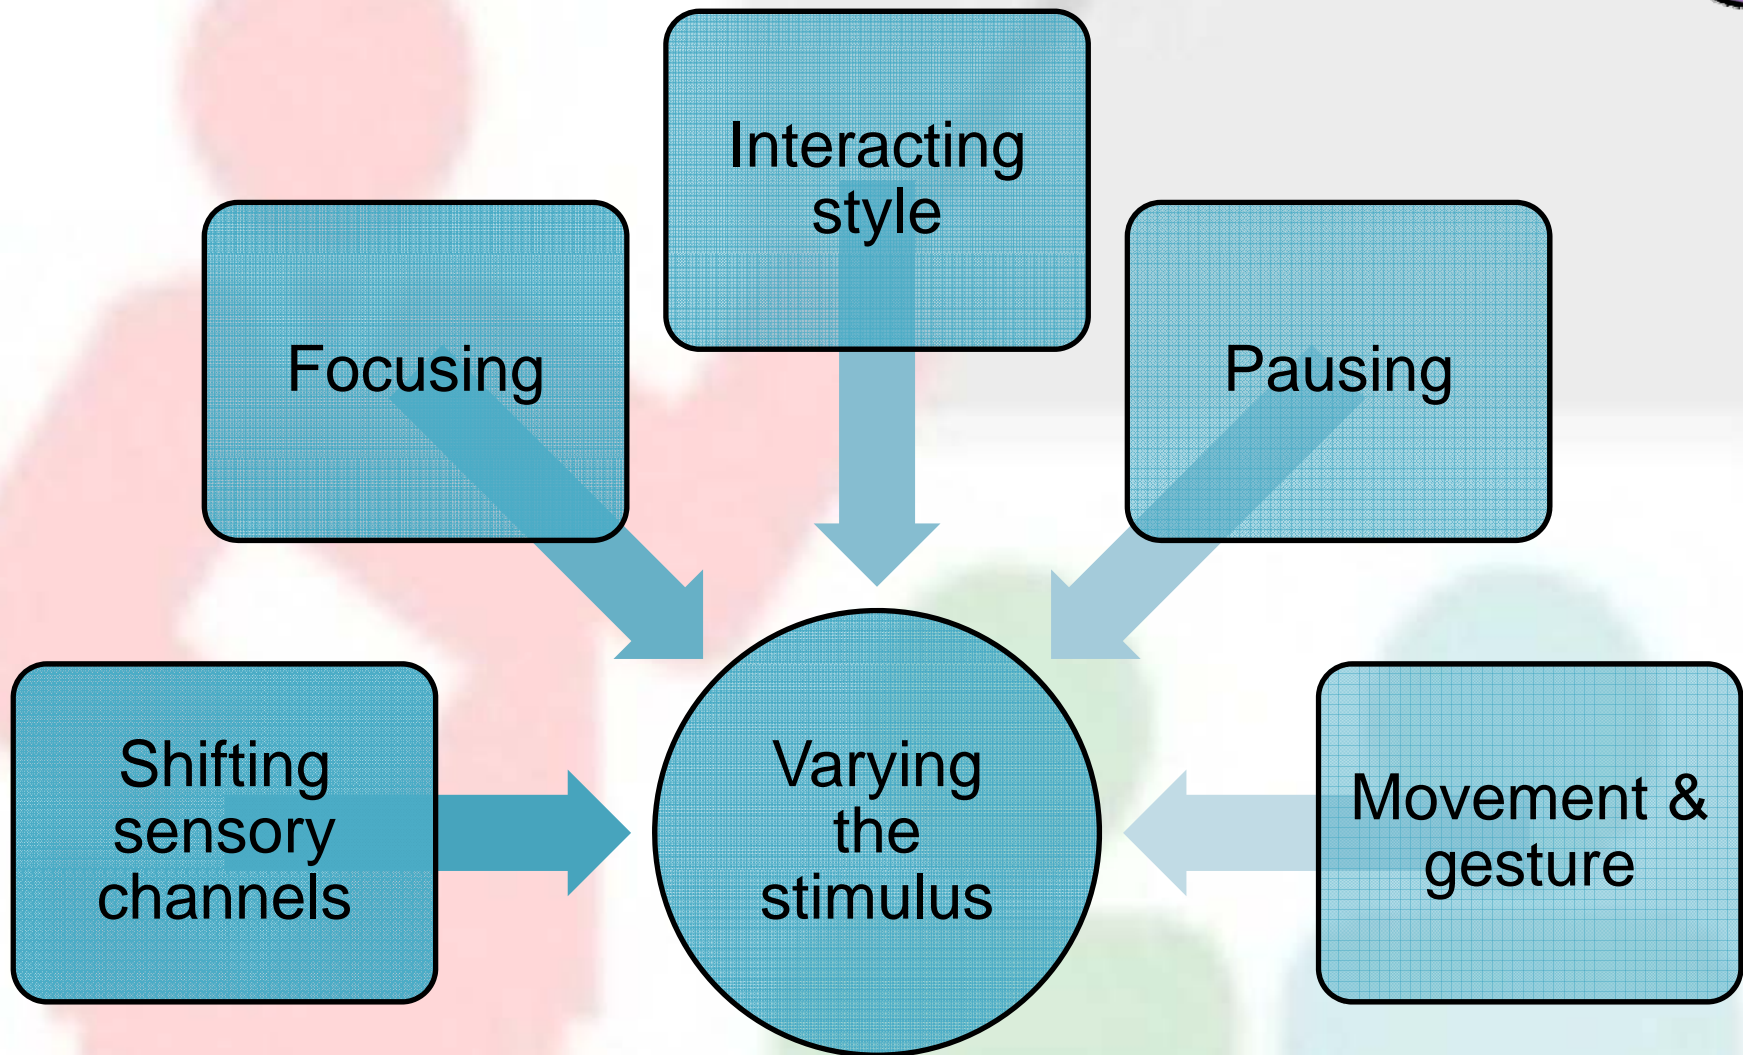 Interacting
style
Focusing
Pausing
Shifting
sensory
channels
Varying
the
stimulus
Movement &
gesture